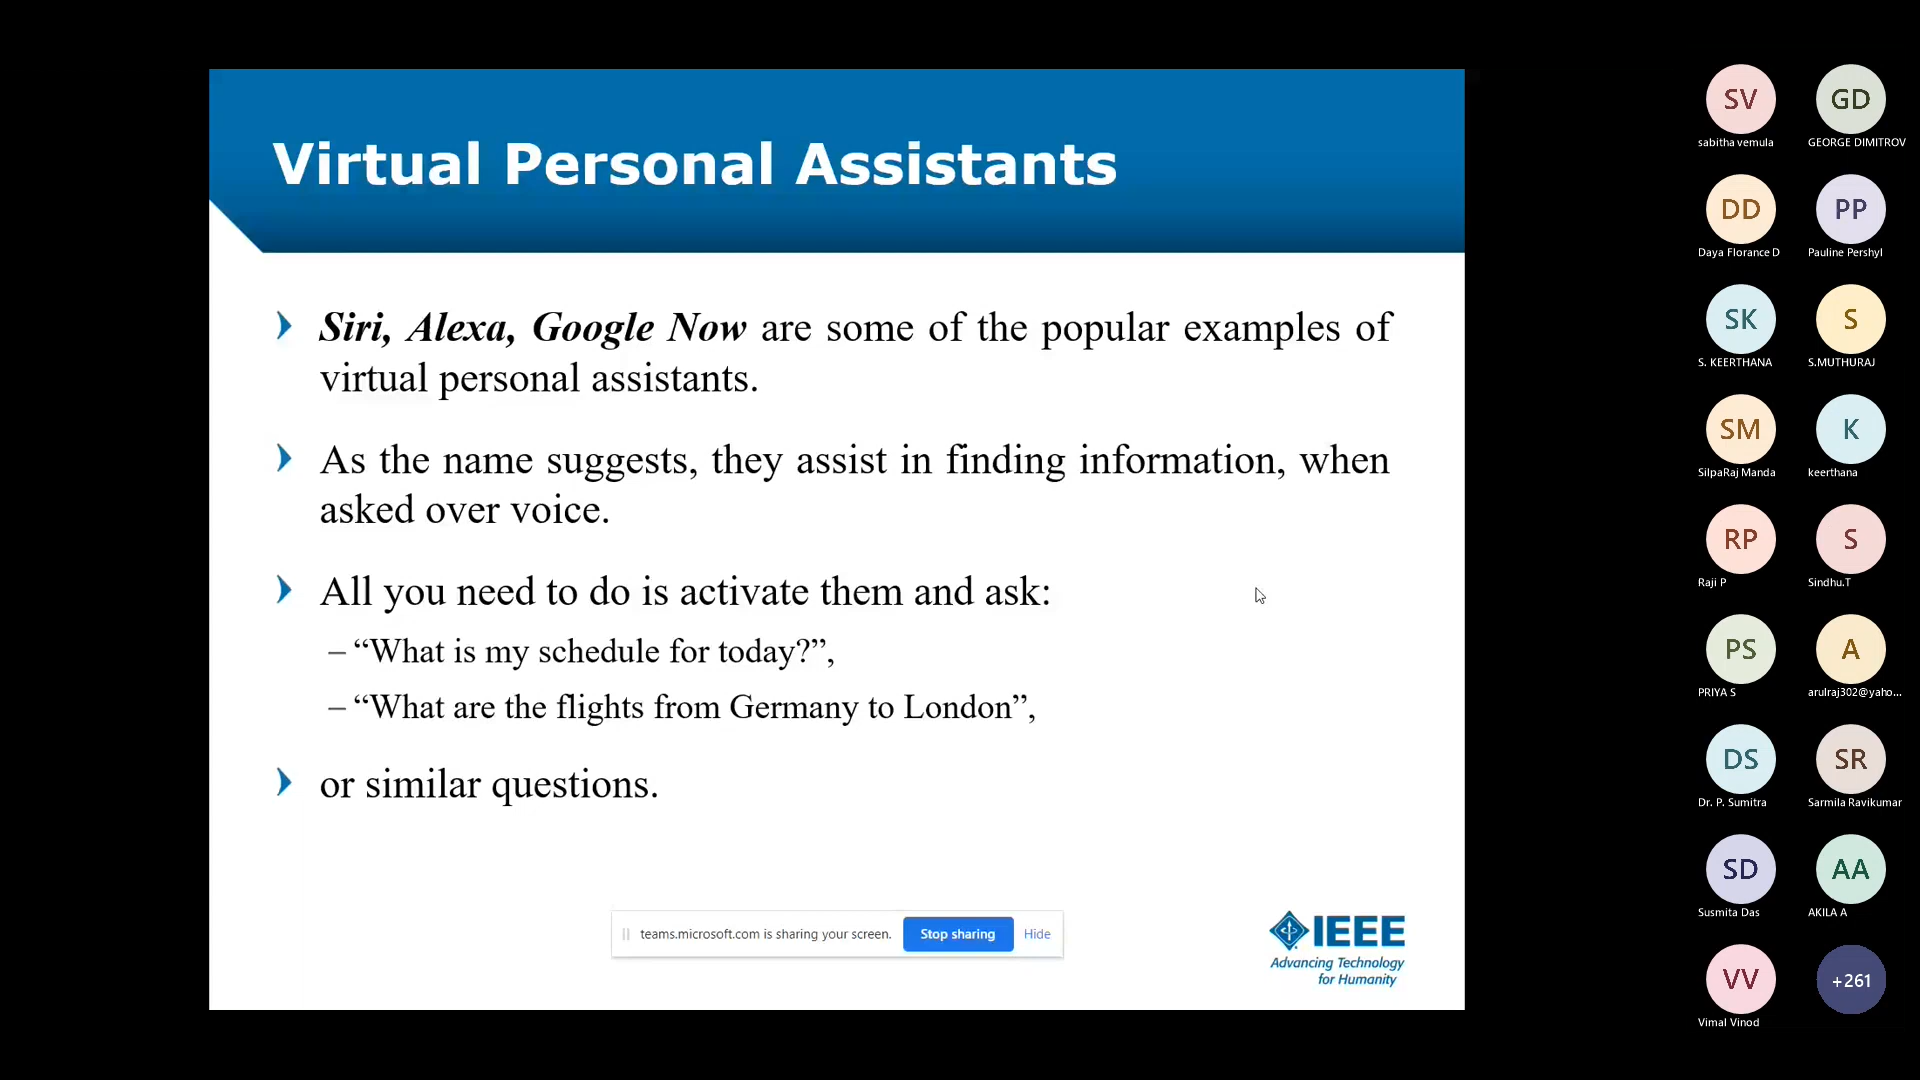 Virtual Personal Assistants
Siri, Alexa, Google Now are some of the popular examples of
virtual personal assistants.
As the name suggests, they assist in finding information, when
asked over voice.
All you need to do is activate them and ask:
– “What is my schedule for today?”,
– “What are the flights from Germany to London”,
or similar questions.
teams.microsoft.com is sharing your screen. Stop sharing Hide
IEEE
Advancing Technology
for Humanity
SV GD
sabitha vemula GEORGE DIMITROV
DD PP
Daya Florance D Pauline Pershyl
SK S
S. KEERTHANA S.MUTHURAJ
SM K
SilpaRaj Manda keerthana
RP S
Raji P Sindhu.T
PS A
PRIYA S arulraj302@yaho...
DS SR
Dr. P. Sumitra Sarmila Ravikumar
SD AA
Susmita Das AKILA A
VV +261
Vimal Vinod